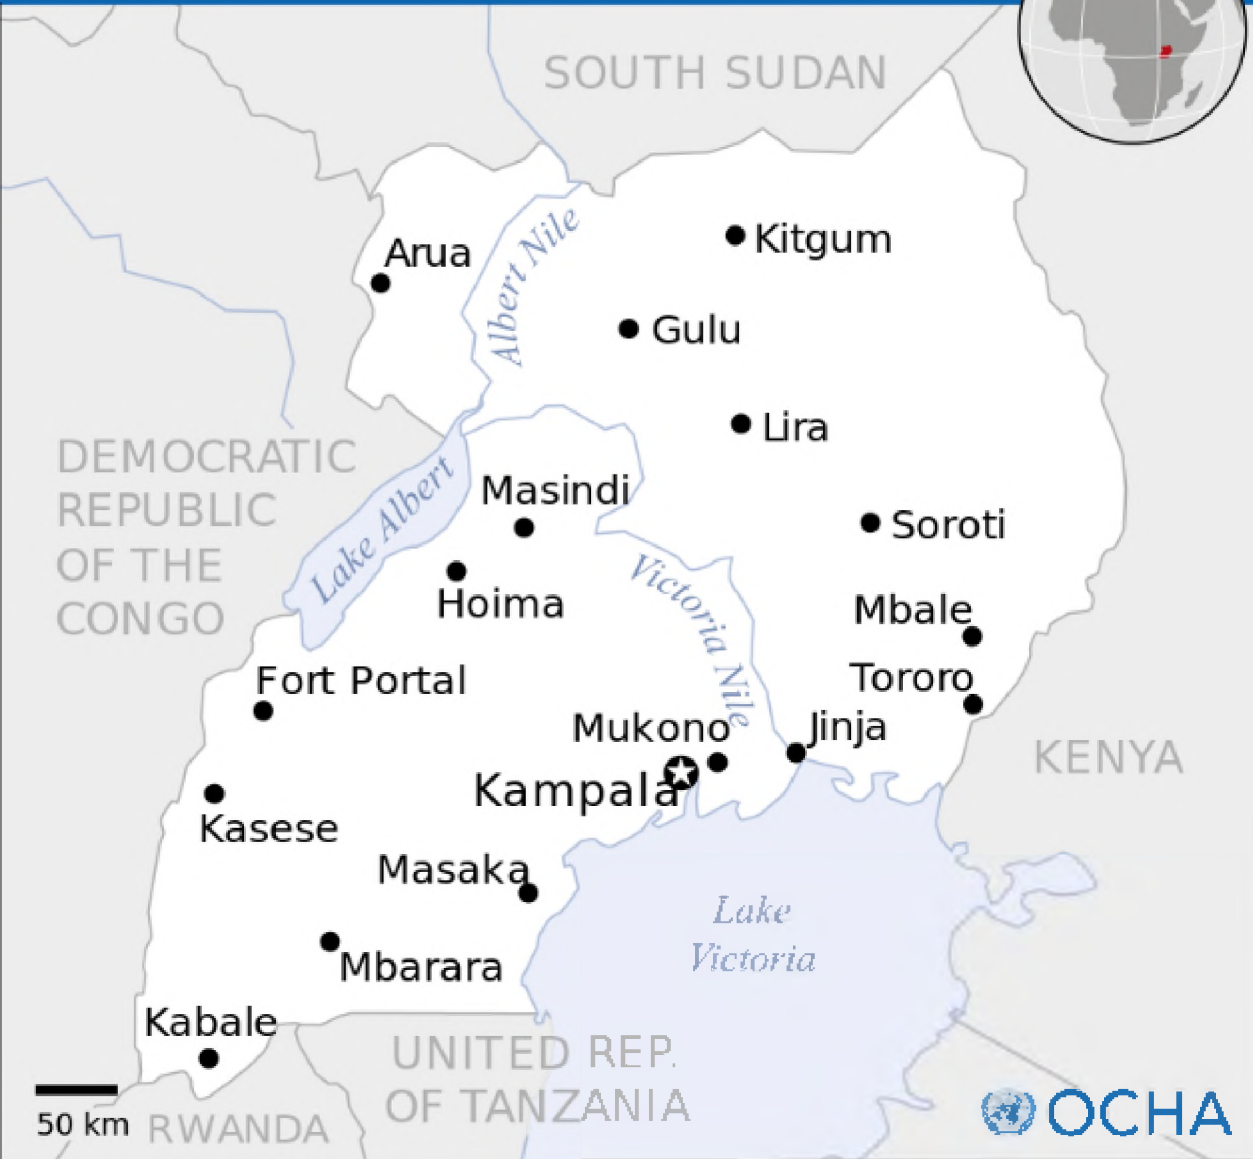 SOUTH SUDAN
Albert Nile
Kitgum
Arua
Gulu
Lira
DEMOCRATIC
REPUBLIC
OF THE
CONGO
Lake Albert
Masindi
Soroti
Hoima
Victoria Nile
Mbale
Fort Portal
Tororo
Mukono
Jinja
KENYA
Kampala
Kasese
Masaka
Lake
Victoria
Mbarara
Kabale
UNITED REP.
OF TANZANIA
50 km
RWANDA
OCHA